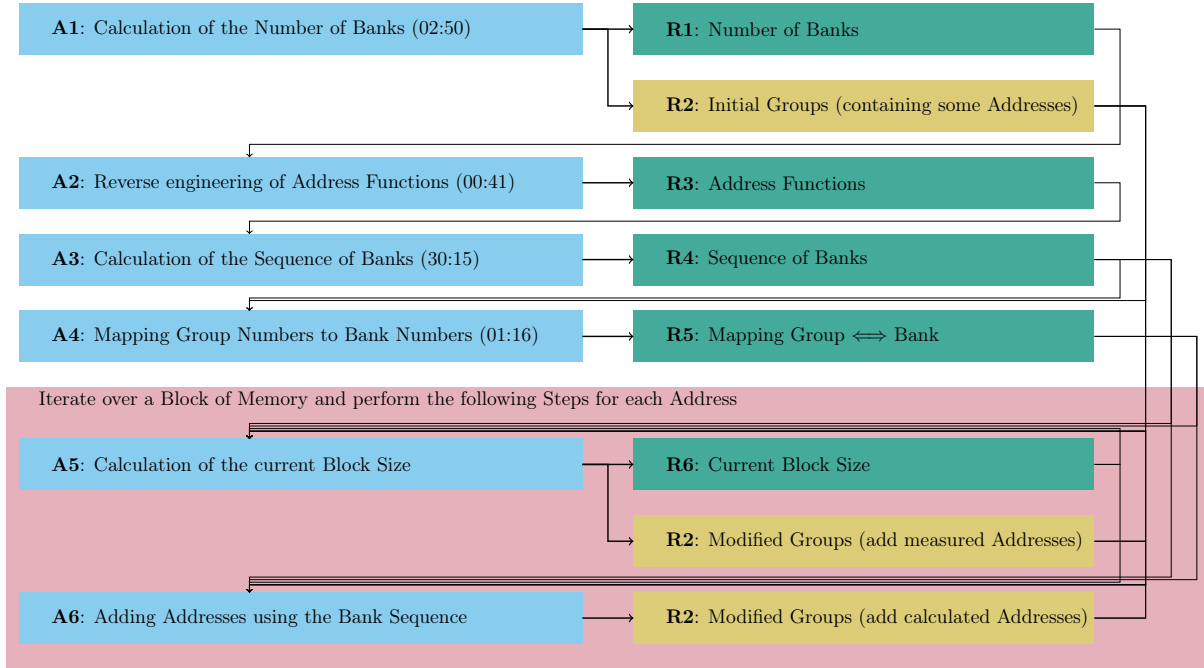 A1: Calculation of the Number of Banks (02:50)
R1: Number of Banks
R2: Initial Groups (containing some Addresses)
A2: Reverse engineering of Address Functions (00:41)
R3: Address Functions
A3: Calculation of the Sequence of Banks (30:15)
R4: Sequence of Banks
A4: Mapping Group Numbers to Bank Numbers (01:16)
R5: Mapping Group ⟺ Bank
Iterate over a Block of Memory and perform the following Steps for each Address
A5: Calculation of the current Block Size
R6: Current Block Size
R2: Modified Groups (add measured Addresses)
A6: Adding Addresses using the Bank Sequence
R2: Modified Groups (add calculated Addresses)